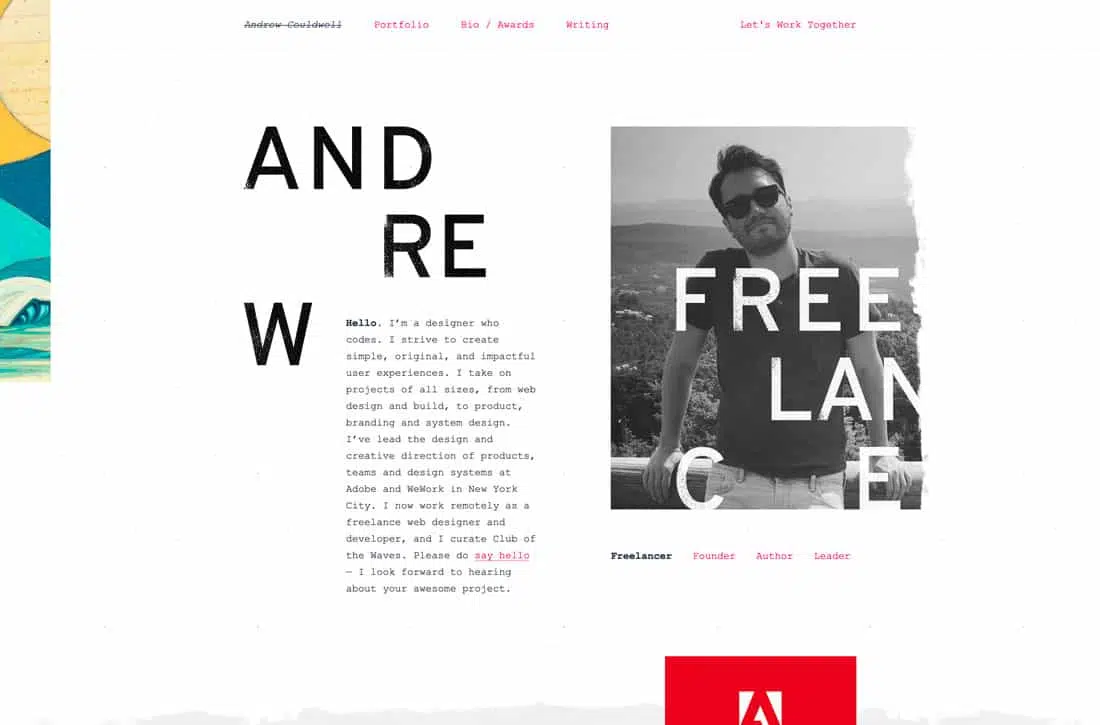 Andrew Couldwell Portfolio Bio / Awards Writing Let's Work Together
AND
RE
W
Hello. I’m a designer who
codes. I strive to create
simple, original, and impactful
user experiences. I take on
projects of all sizes, from web
design and build, to product,
branding and system design.
I’ve lead the design and
creative direction of products,
teams and design systems at
Adobe and WeWork in New York
City. I now work remotely as a
freelance web designer and
developer, and I curate Club of
the Waves. Please do say hello
— I look forward to hearing
about your awesome project.
FREE
LAN
C E
Freelancer Founder Author Leader